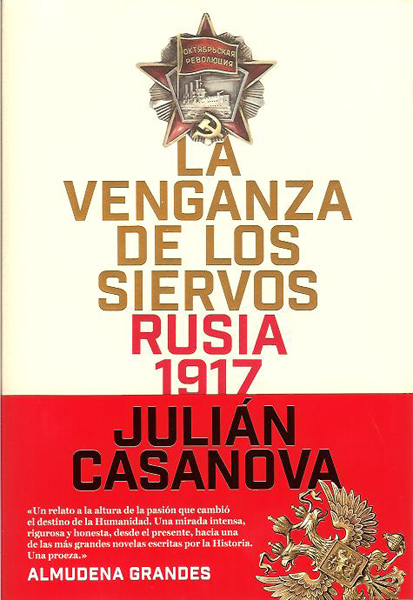 ОКТЯБРЬСКАЯ
РЕВОЛЮЦИЯ
LA
VENGANZA
DE LOS
SIERVOS
RUSIA
1917
JULIÁN
CASANOVA
«Un relato a la altura de la pasión que cambió
el destino de la Humanidad. Una mirada intensa,
rigurosa y honesta, desde el presente, hacia una
de las más grandes novelas escritas por la Historia.
Una proeza.»
ALMUDENA GRANDES